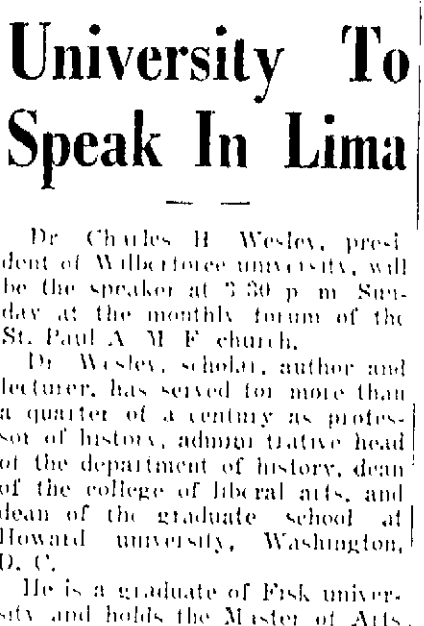 University To
Speak In Lima
Dr. Charles H. Wesley, presi-
dent of Wilberforce university, will
be the speaker at 3:30 p. m. Sun-
day at the monthly forum of the
St. Paul A. M. E. church.
Dr. Wesley, scholar, author and
lecturer, has served for more than
a quarter of a century as profes-
sor of history, administrative head
of the department of history, dean
of the college of liberal arts, and
dean of the graduate school at
Howard university, Washington,
D. C.
He is a graduate of Fisk univer-
sity and holds the Master of Arts,